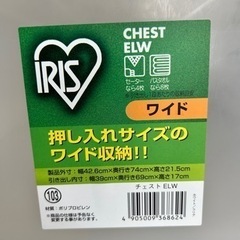 CHEST
ELW
IRIS
セーター
なら4枚
バスタオル
なら8枚
ワイド
押し入れサイズの
ワイド収納!!
製品外寸:幅42.6cm×奥行き74cm×高さ21.5cm
引き出し内寸:幅39cm×奥行き69cm×高さ17cm
103
材質:ポリプロピレン
チェスト ELW
4 905009 368624